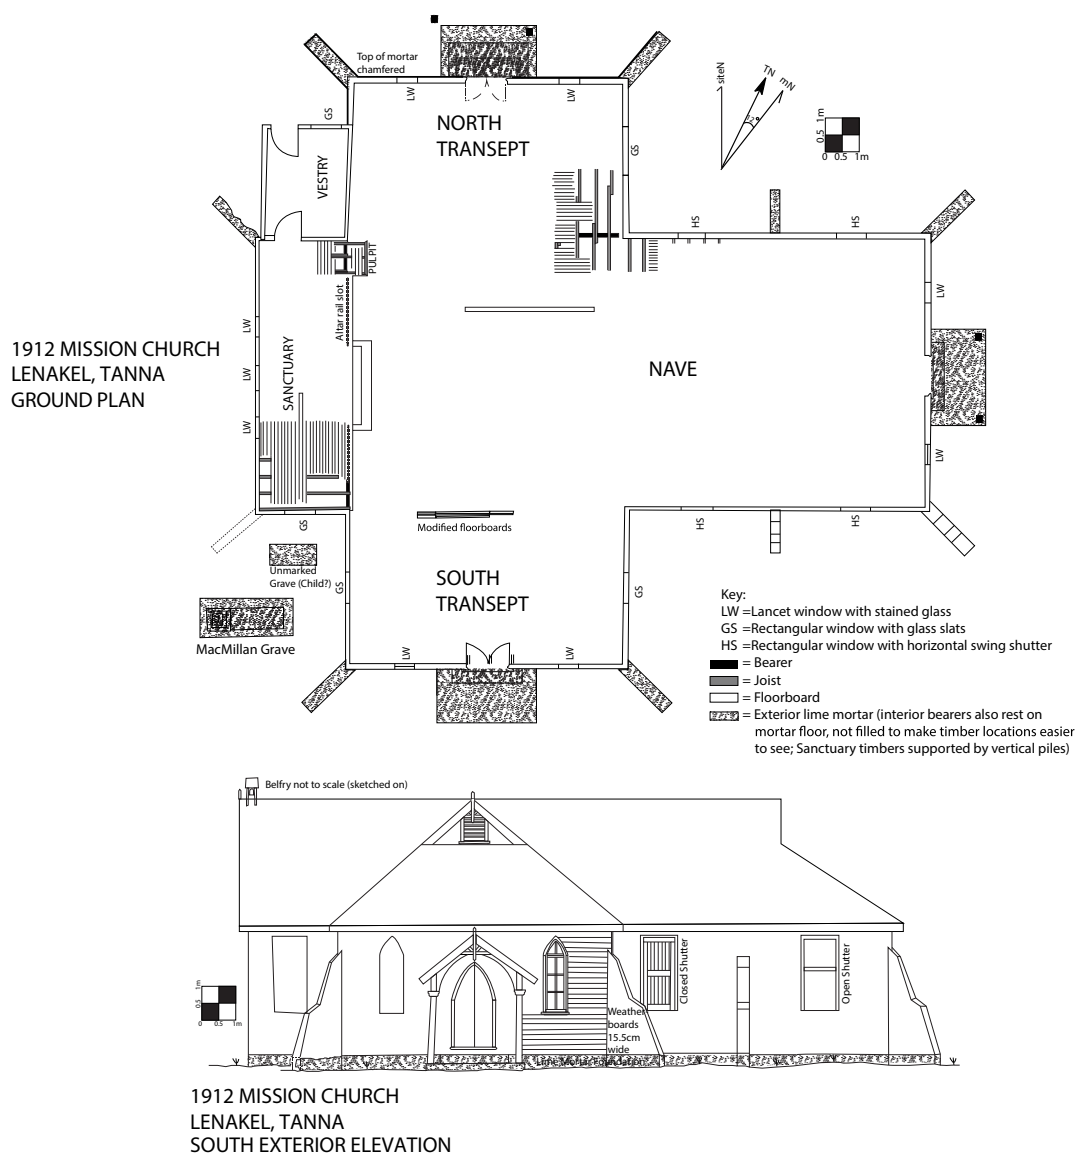 Top of mortar
chamfered
LW
LW
GS
NORTH
TRANSEPT
GS
siteN
TN
mN
0.5 1m
0 0.5 1m
VESTRY
HS
HS
PULPIT
LW
Altar rail slot
LW
LW
LW
SANCTUARY
1912 MISSION CHURCH
LENAKEL, TANNA
GROUND PLAN
NAVE
LW
GS
Modified floorboards
HS
HS
Unmarked
Grave (Child?)
GS
SOUTH
TRANSEPT
GS
MacMillan Grave
LW
LW
Key:
LW =Lancet window with stained glass
GS =Rectangular window with glass slats
HS =Rectangular window with horizontal swing shutter
= Bearer
= Joist
= Floorboard
= Exterior lime mortar (interior bearers also rest on
mortar floor, not filled to make timber locations easier
to see; Sanctuary timbers supported by vertical piles)
Belfry not to scale (sketched on)
Closed Shutter
Open Shutter
0.5 1m
0 0.5 1m
Weather
boards
15.5cm
wide
Lime Mortar Foundation
1912 MISSION CHURCH
LENAKEL, TANNA
SOUTH EXTERIOR ELEVATION